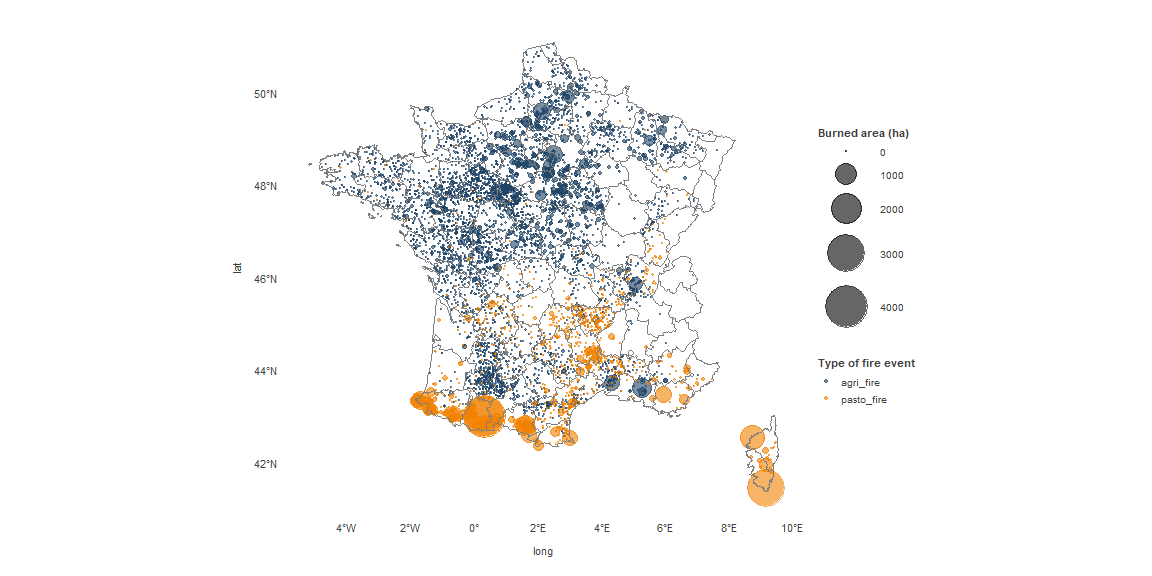 50°N
48°N
46°N
44°N
42°N
lat
4°W
2°W
0°
2°E
4°E
6°E
8°E
10°E
long
Burned area (ha)
0
1000
2000
3000
4000
Type of fire event
agri_fire
pasto_fire